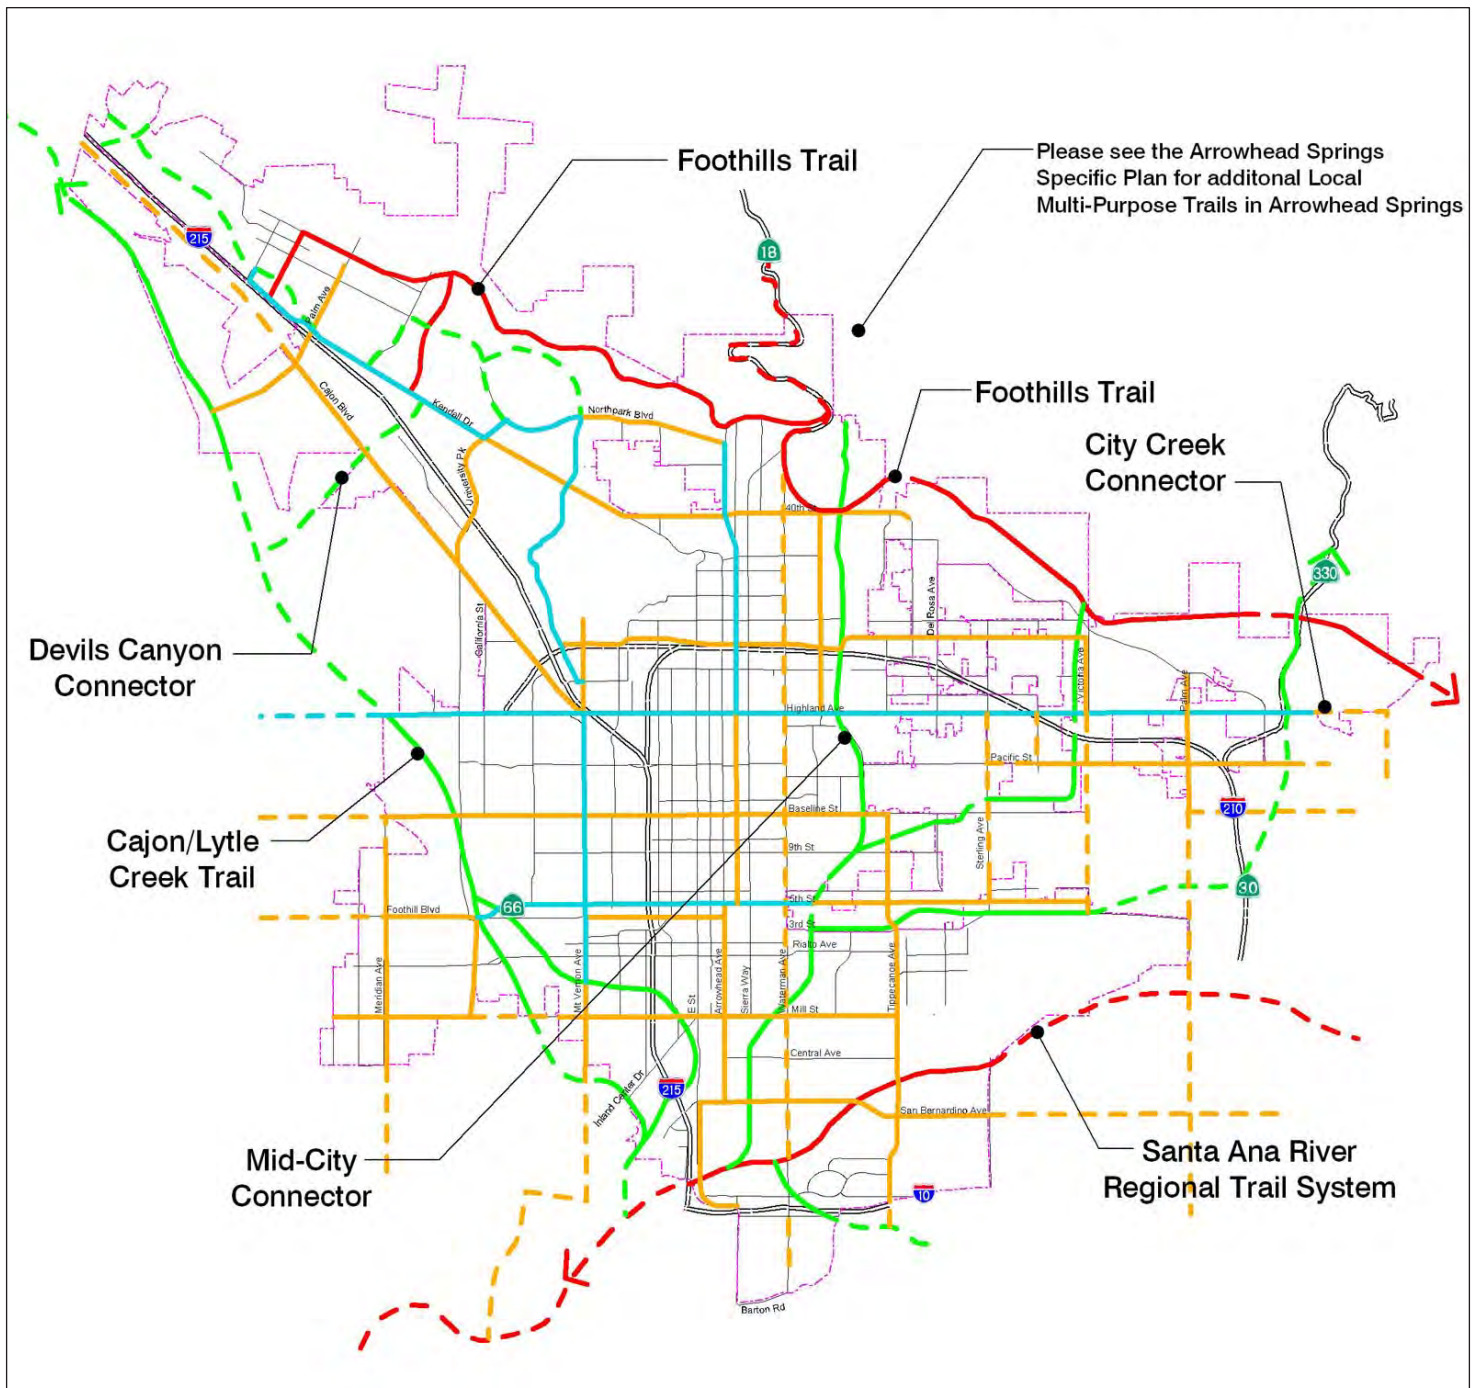 Foothills Trail
Please see the Arrowhead Springs
Specific Plan for additonal Local
Multi-Purpose Trails in Arrowhead Springs
18
215
Palm Ave
Foothills Trail
City Creek
Connector
Cajon Blvd
Kendall Dr
Northpark Blvd
University Pk
40th St
330
Del Rosa Ave
California St
Devils Canyon
Connector
Victoria Ave
Palm Ave
Highland Ave
Pacific St
Baseline St
210
Cajon/Lytle
Creek Trail
9th St
Sterling Ave
30
66
5th St
Foothill Blvd
3rd St
Rialto Ave
Meridian Ave
Mt Vernon Ave
E St
Arrowhead Ave
Sierra Way
Waterman Ave
Tippecanoe Ave
Mill St
Central Ave
215
Inland Center Dr
San Bernardino Ave
Mid-City
Connector
Santa Ana River
Regional Trail System
10
Barton Rd